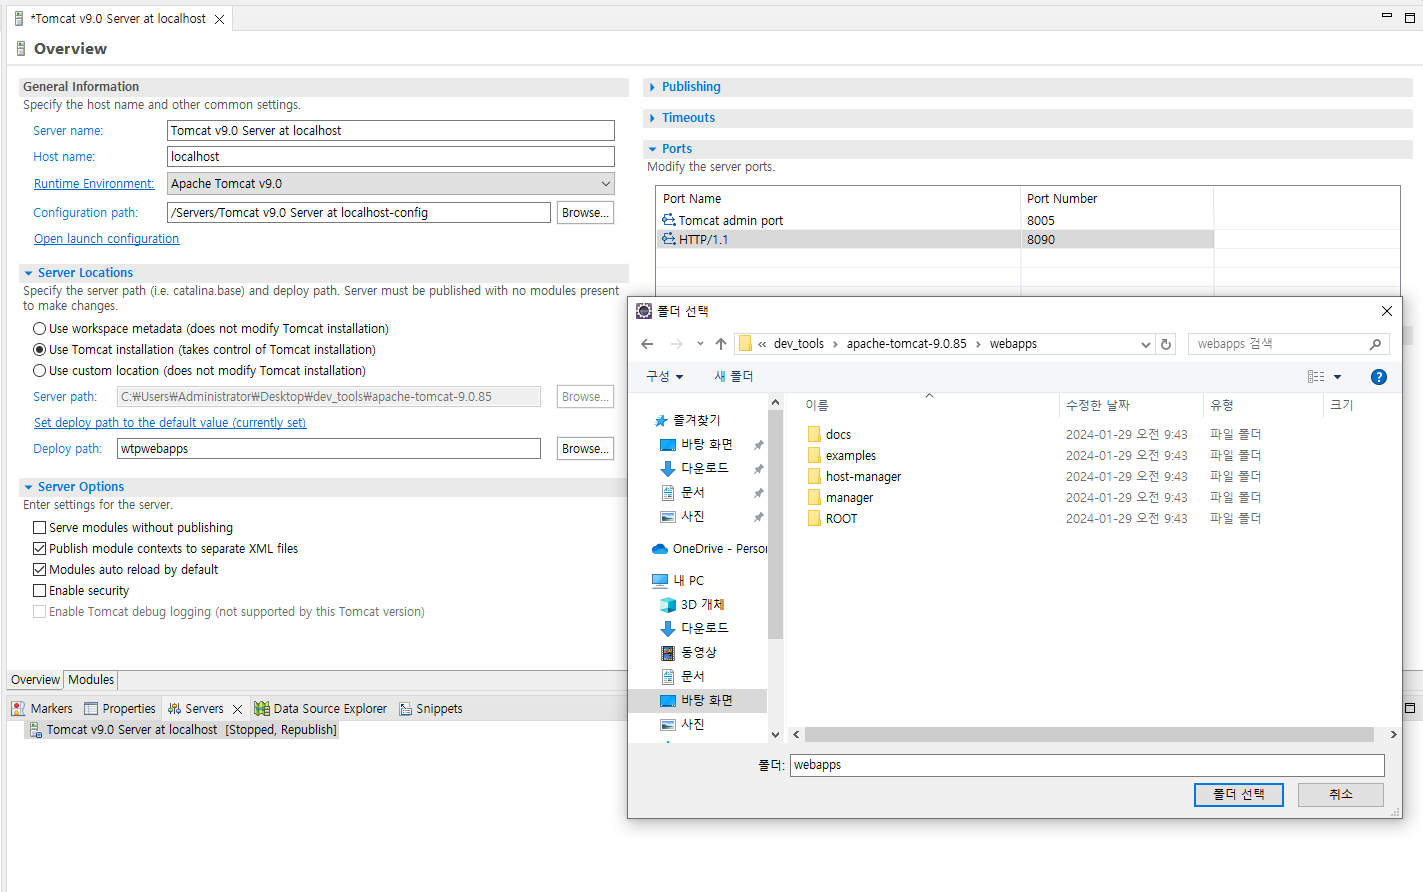 *Tomcat v9.0 Server at localhost
Overview
General Information
Specify the host name and other common settings.
Server name: Tomcat v9.0 Server at localhost
Host name: localhost
Runtime Environment: Apache Tomcat v9.0
Configuration path: /Servers/Tomcat v9.0 Server at localhost-config Browse...
Open launch configuration
Server Locations
Specify the server path (i.e. catalina.base) and deploy path. Server must be published with no modules present
to make changes.
Use workspace metadata (does not modify Tomcat installation)
Use Tomcat installation (takes control of Tomcat installation)
Use custom location (does not modify Tomcat installation)
Server path: C:₩Users₩Administrator₩Desktop₩dev_tools₩apache-tomcat-9.0.85 Browse...
Set deploy path to the default value (currently set)
Deploy path: wtpwebapps Browse...
Server Options
Enter settings for the server.
Serve modules without publishing
Publish module contexts to separate XML files
Modules auto reload by default
Enable security
Enable Tomcat debug logging (not supported by this Tomcat version)
Overview Modules
Publishing
Timeouts
Ports
Modify the server ports.
Port Name Port Number
Tomcat admin port 8005
HTTP/1.1 8090
폴더 선택
« dev_tools › apache-tomcat-9.0.85 › webapps webapps 검색
구성 새 폴더
즐겨찾기
바탕 화면
다운로드
문서
사진
OneDrive - Person
내 PC
3D 개체
다운로드
동영상
문서
바탕 화면
사진
이름 수정한 날짜 유형 크기
docs 2024-01-29 오전 9:43 파일 폴더
examples 2024-01-29 오전 9:43 파일 폴더
host-manager 2024-01-29 오전 9:43 파일 폴더
manager 2024-01-29 오전 9:43 파일 폴더
ROOT 2024-01-29 오전 9:43 파일 폴더
폴더: webapps
폴더 선택 취소
Markers Properties Servers Data Source Explorer Snippets
Tomcat v9.0 Server at localhost [Stopped, Republish]